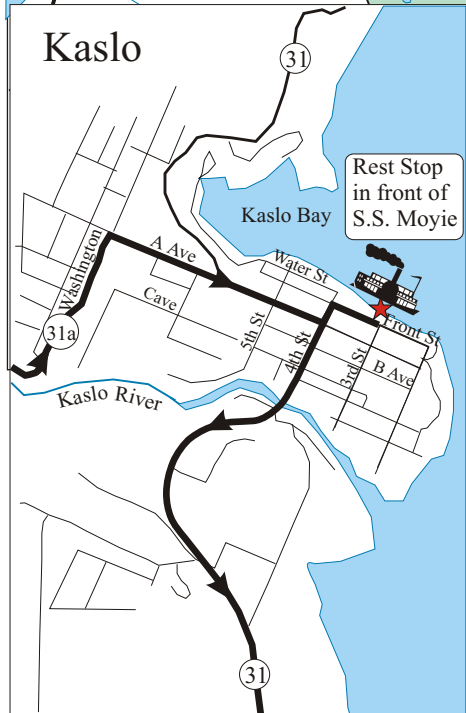 Kaslo
31
Rest Stop
in front of
S.S. Moyie
Kaslo Bay
Washington
A Ave
Water St
Cave
5th St
4th St
3rd St
Front St
B Ave
31a
Kaslo River
31